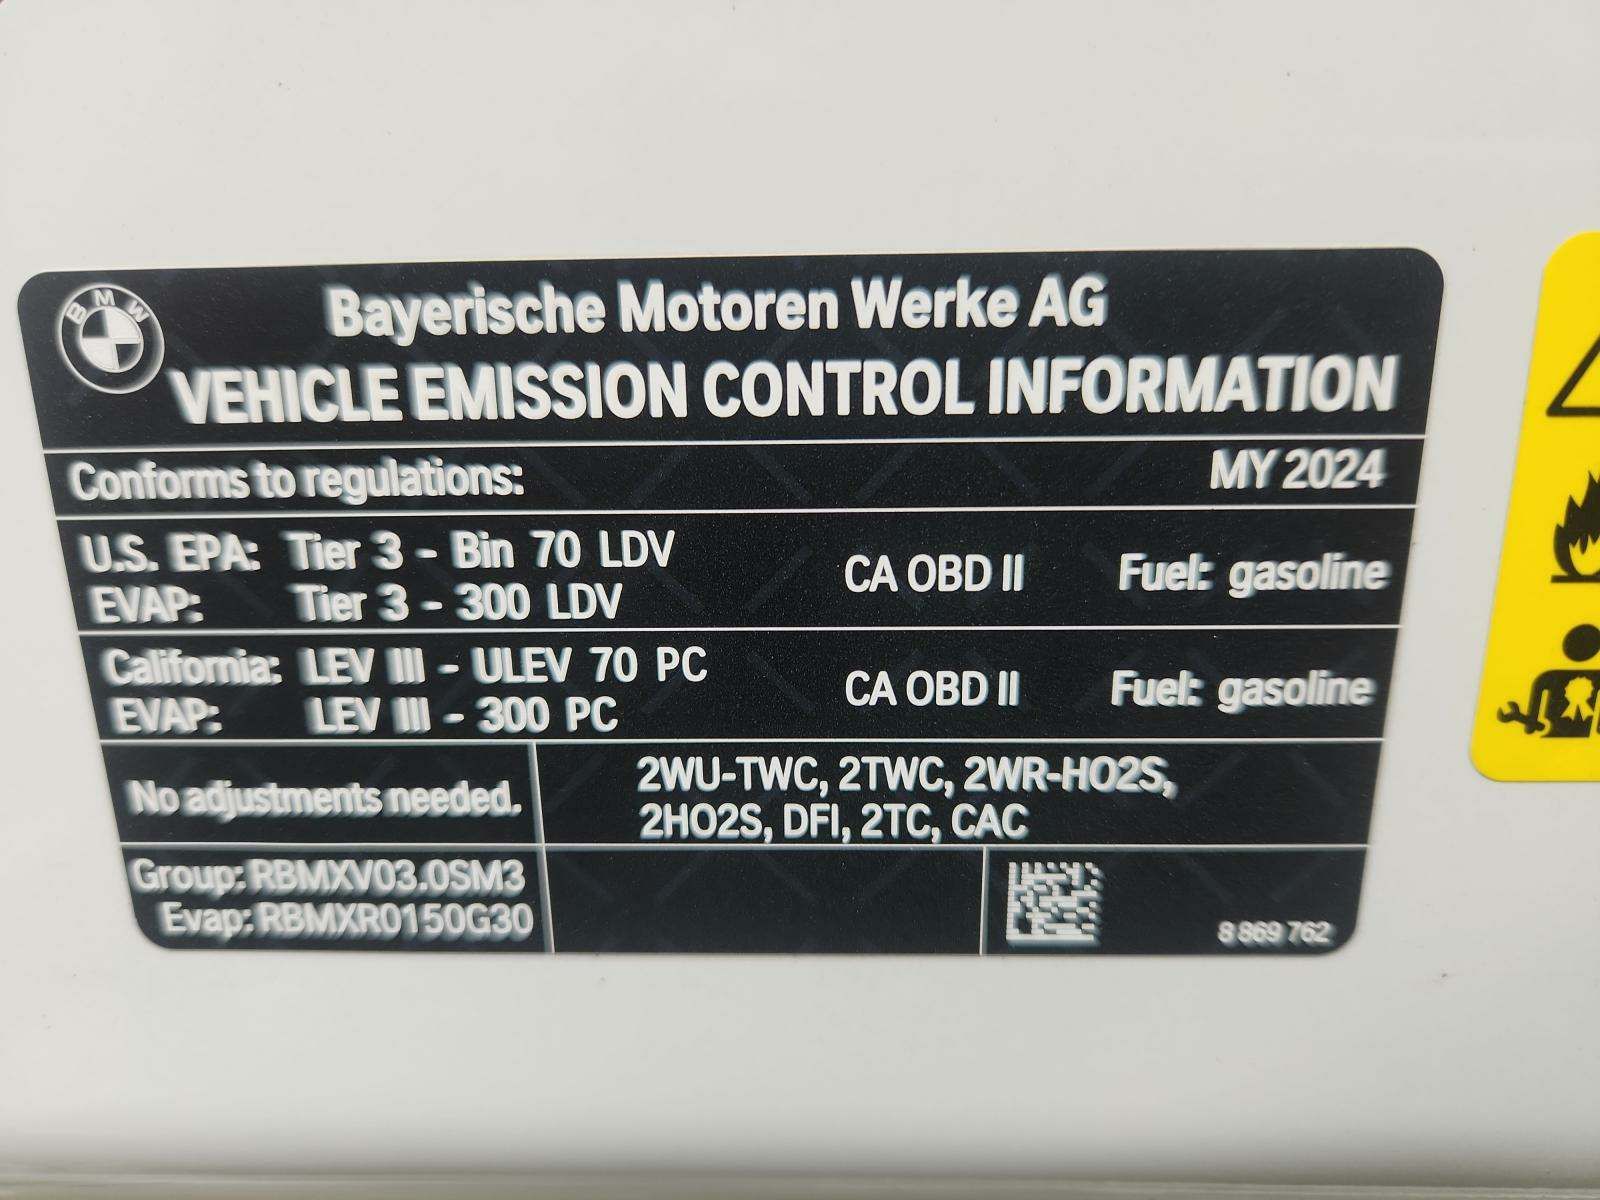 BMW
Bayerische Motoren Werke AG
VEHICLE EMISSION CONTROL INFORMATION
Conforms to regulations: MY 2024
U.S. EPA: Tier 3 - Bin 70 LDV CA OBD II Fuel: gasoline
EVAP: Tier 3 - 300 LDV
California: LEV III - ULEV 70 PC CA OBD II Fuel: gasoline
EVAP: LEV III - 300 PC
No adjustments needed.
2WU-TWC, 2TWC, 2WR-HO2S,
2HO2S, DFI, 2TC, CAC
Group: RBMXV03.0SM3
Evap: RBMXR0150G30
8 869 762